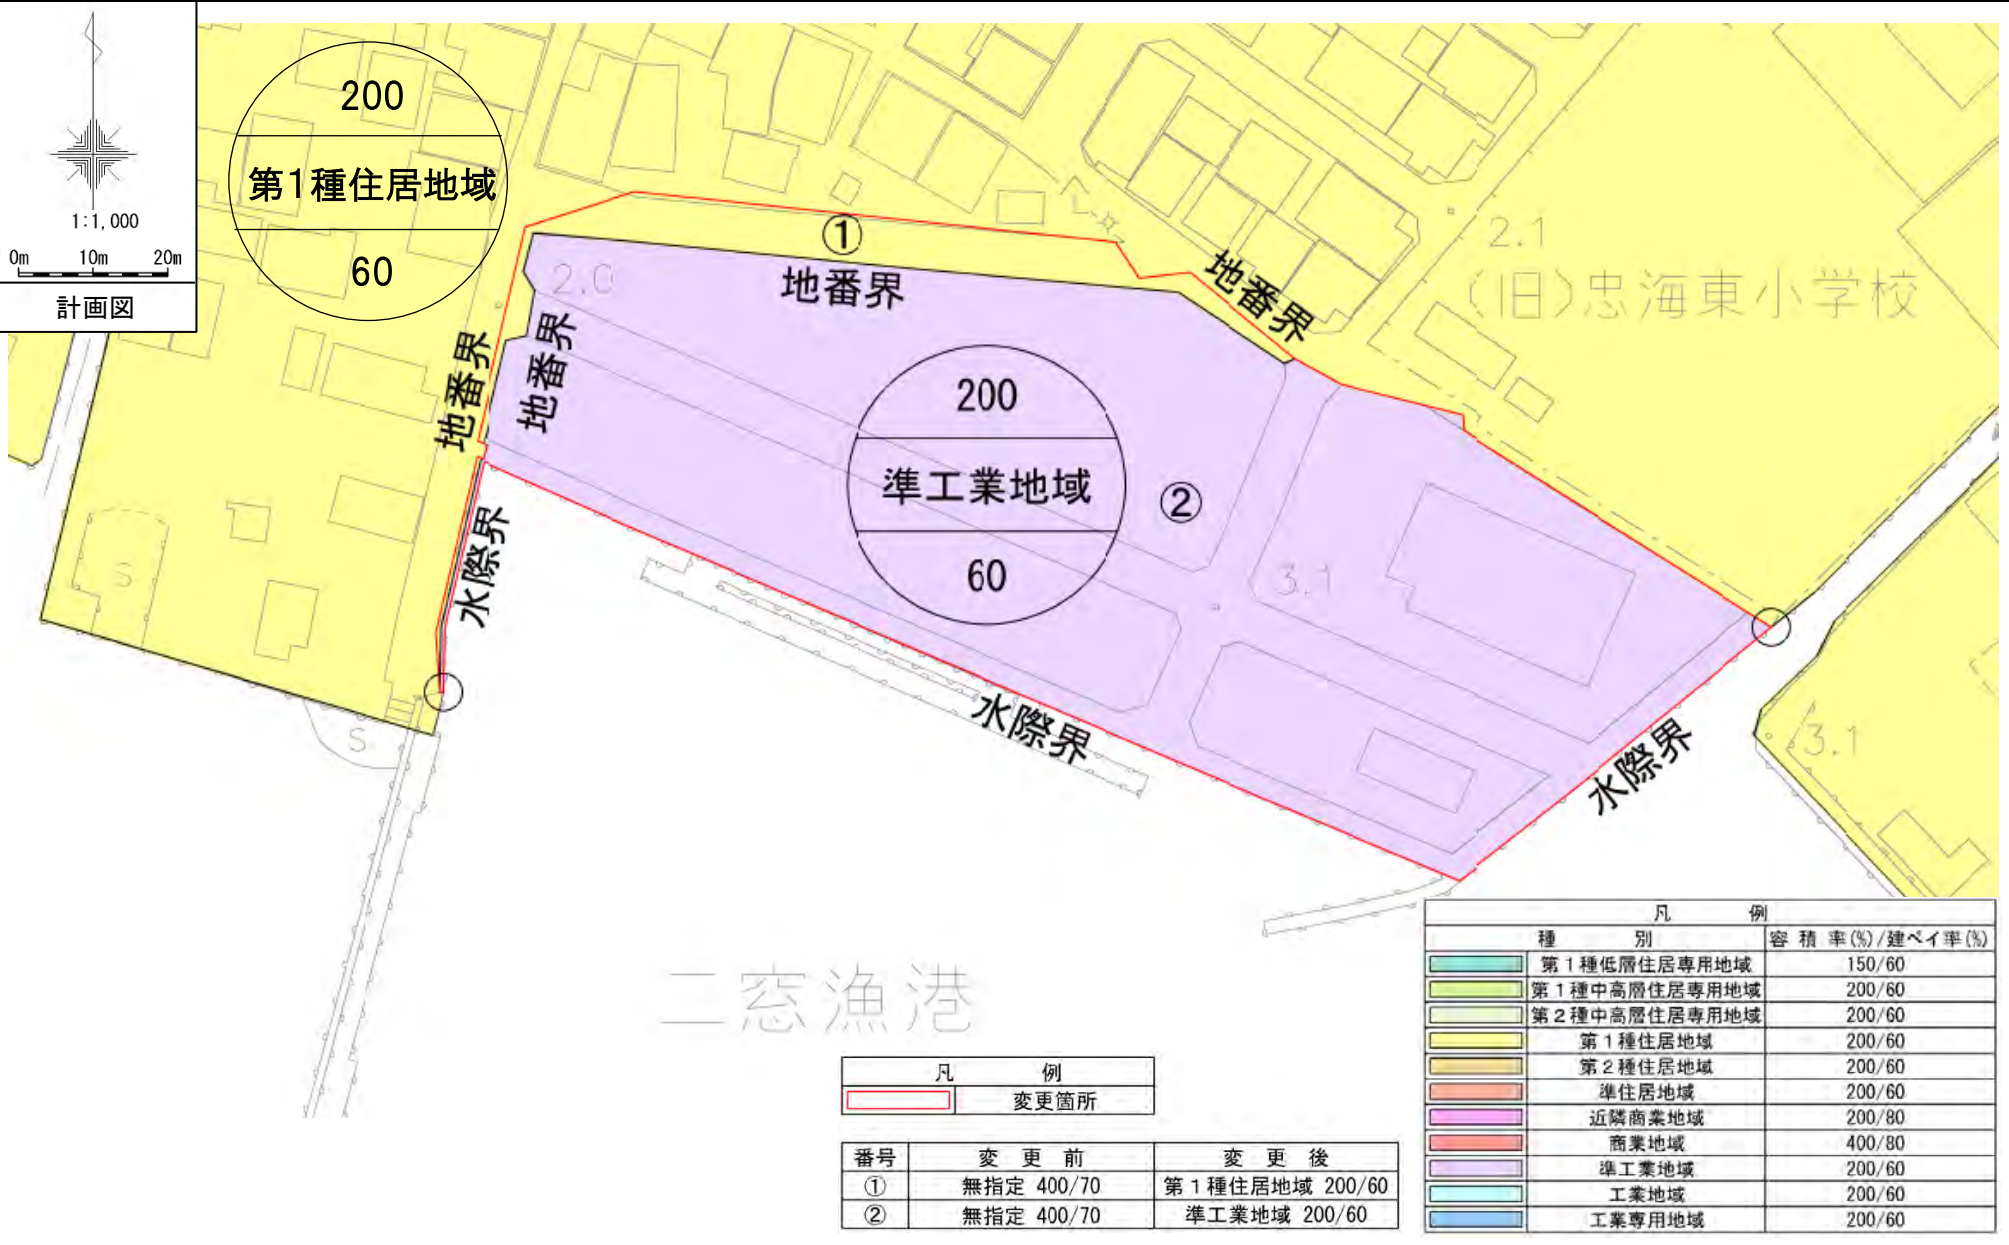 1:1,000
0m 10m 20m
計画図
200
第1種住居地域
60
①
地番界
地番界
2.1
(旧)忠海東小学校
2.0
地番界
地番界
200
準工業地域
60
②
3.1
水際界
S
S
水際界
水際界
3.1
二窓漁港
凡 例
変更箇所
番号 変更前 変更後
① 無指定 400/70 第1種住居地域 200/60
② 無指定 400/70 準工業地域 200/60
凡 例
種 別 容積率(%)/建ペイ率(%)
第1種低層住居専用地域 150/60
第1種中高層住居専用地域 200/60
第2種中高層住居専用地域 200/60
第1種住居地域 200/60
第2種住居地域 200/60
準住居地域 200/60
近隣商業地域 200/80
商業地域 400/80
準工業地域 200/60
工業地域 200/60
工業専用地域 200/60